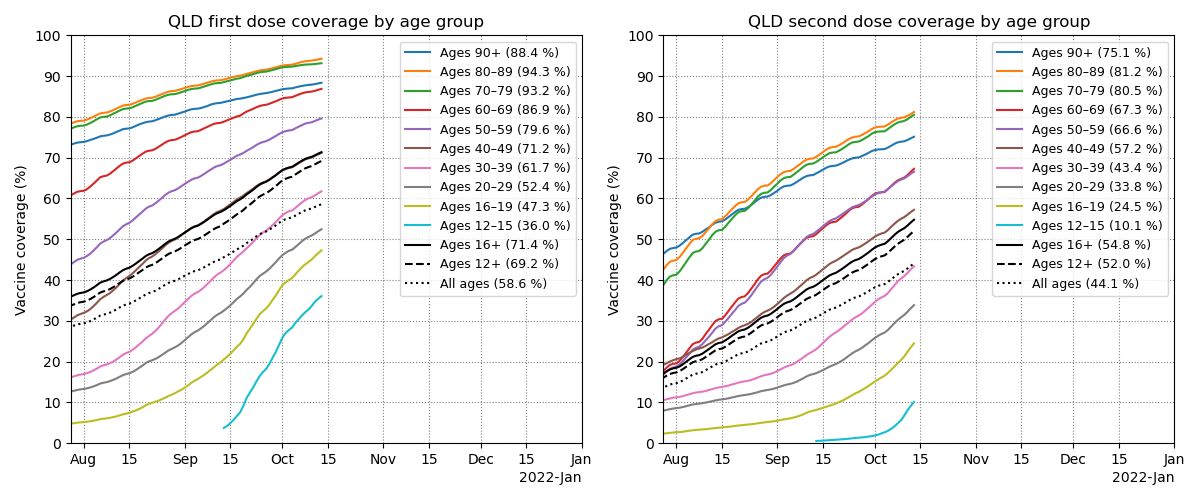 QLD first dose coverage by age group
Vaccine coverage (%)
100
90
80
70
60
50
40
30
20
10
0
Ages 90+ (88.4 %)
Ages 80–89 (94.3 %)
Ages 70–79 (93.2 %)
Ages 60–69 (86.9 %)
Ages 50–59 (79.6 %)
Ages 40–49 (71.2 %)
Ages 30–39 (61.7 %)
Ages 20–29 (52.4 %)
Ages 16–19 (47.3 %)
Ages 12–15 (36.0 %)
Ages 16+ (71.4 %)
Ages 12+ (69.2 %)
All ages (58.6 %)
Aug 15 Sep 15 Oct 15 Nov 15 Dec 15 Jan
2022-Jan
QLD second dose coverage by age group
Vaccine coverage (%)
100
90
80
70
60
50
40
30
20
10
0
Ages 90+ (75.1 %)
Ages 80–89 (81.2 %)
Ages 70–79 (80.5 %)
Ages 60–69 (67.3 %)
Ages 50–59 (66.6 %)
Ages 40–49 (57.2 %)
Ages 30–39 (43.4 %)
Ages 20–29 (33.8 %)
Ages 16–19 (24.5 %)
Ages 12–15 (10.1 %)
Ages 16+ (54.8 %)
Ages 12+ (52.0 %)
All ages (44.1 %)
Aug 15 Sep 15 Oct 15 Nov 15 Dec 15 Jan
2022-Jan